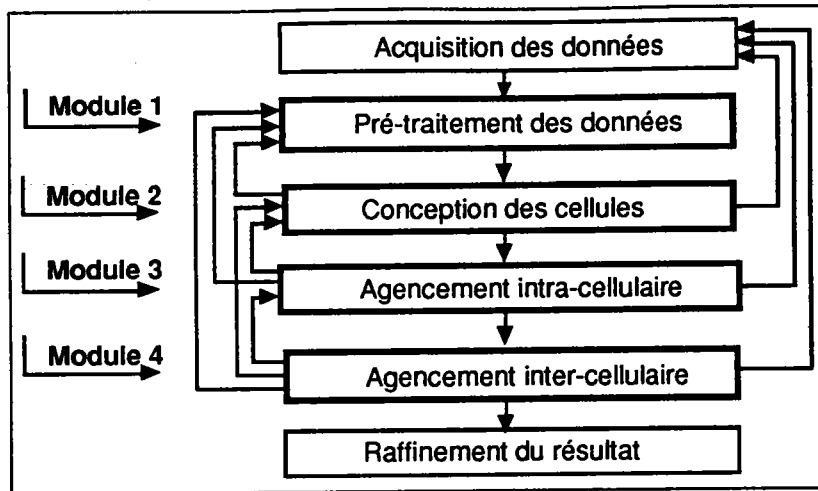 Acquisition des données
Module 1
Pré-traitement des données
Module 2
Conception des cellules
Module 3
Agencement intra-cellulaire
Module 4
Agencement inter-cellulaire
Raffinement du résultat